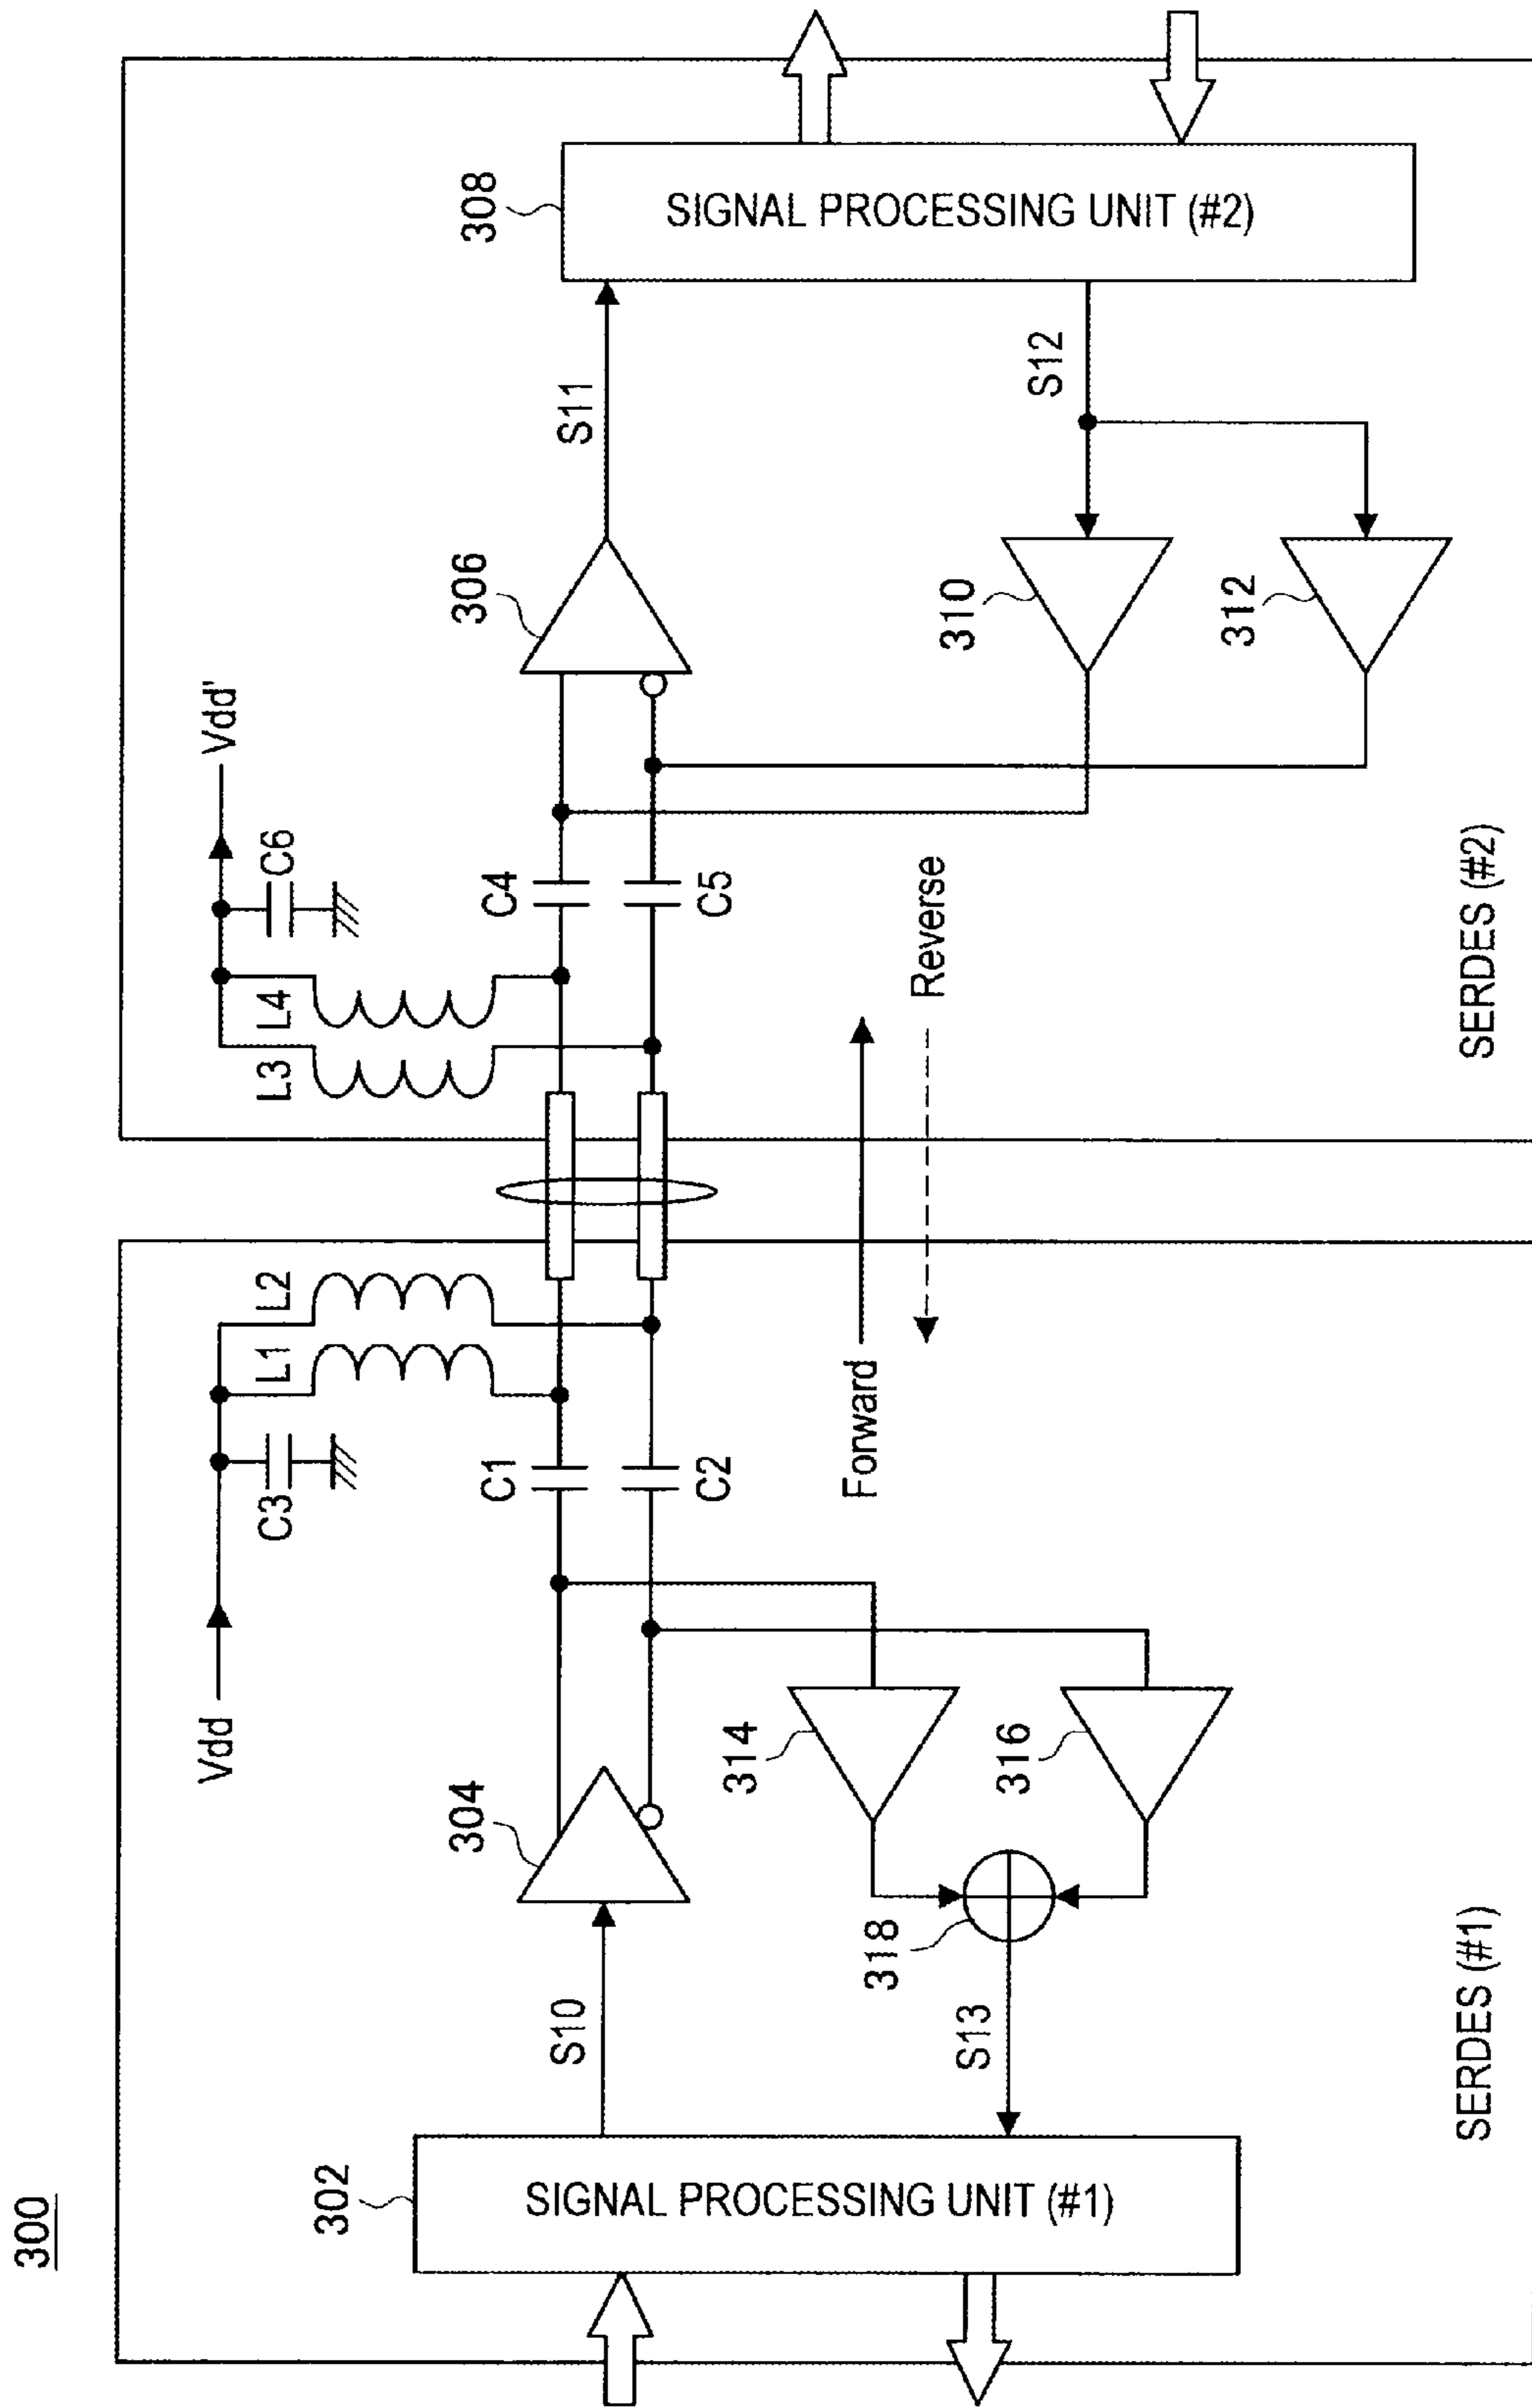 300
302
SIGNAL PROCESSING UNIT (#1)
S10
S13
304
318
314
316
Vdd
C3
L1
L2
C1
C2
SERDES (#1)
Forward
Reverse
L3
L4
C6
Vdd'
C4
C5
306
310
312
S11
S12
308
SIGNAL PROCESSING UNIT (#2)
SERDES (#2)